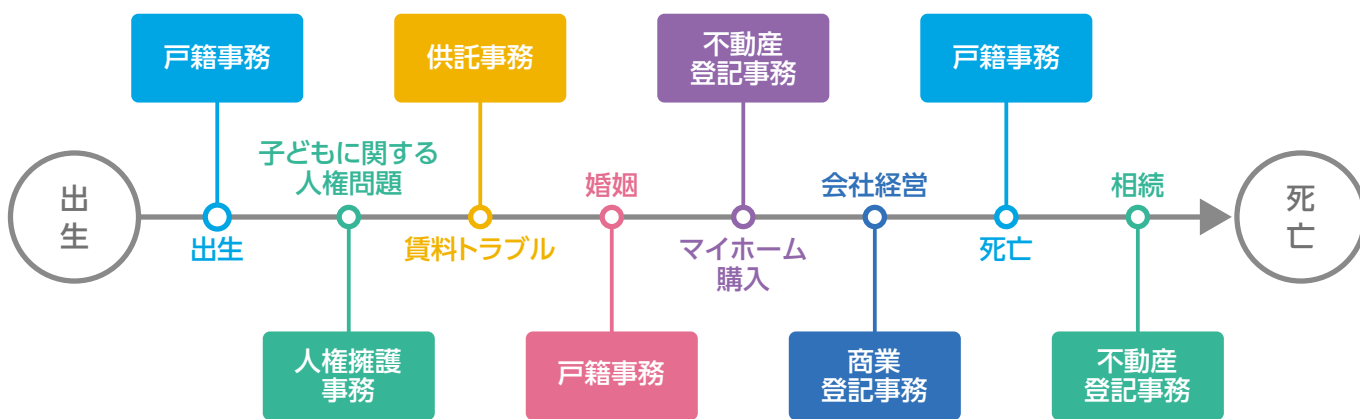 戸籍事務
供託事務
不動産
登記事務
戸籍事務
出
生
出生
子どもに関する
人権問題
賃料トラブル
婚姻
マイホーム
購入
会社経営
死亡
相続
死
亡
人権擁護
事務
戸籍事務
商業
登記事務
不動産
登記事務